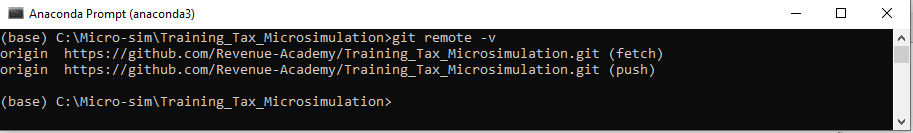 Anaconda Prompt (anaconda3)
(base) C:\Micro-sim\Training_Tax_Microsimulation>git remote -v
origin  https://github.com/Revenue-Academy/Training_Tax_Microsimulation.git (fetch)
origin  https://github.com/Revenue-Academy/Training_Tax_Microsimulation.git (push)
(base) C:\Micro-sim\Training_Tax_Microsimulation>